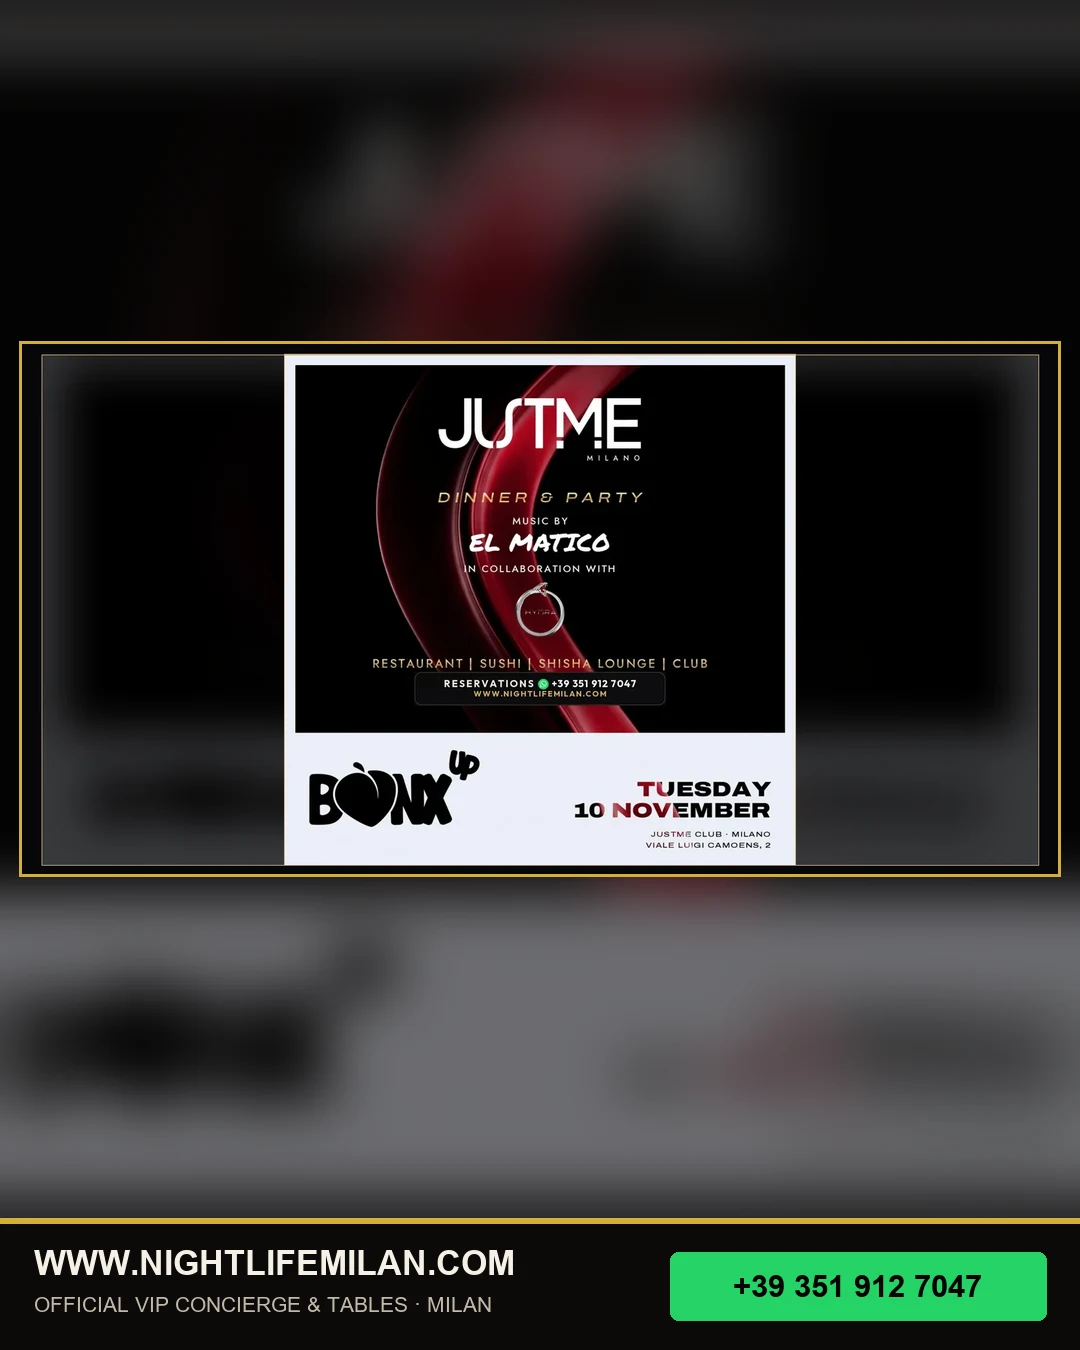 JUSTME
MILANO
DINNER & PARTY
MUSIC BY
EL MATICO
IN COLLABORATION WITH
HYDRA
RESTAURANT | SUSHI | SHISHA LOUNGE | CLUB
RESERVATIONS +39 351 912 7047
WWW.NIGHTLIFEMILAN.COM
BONX UP
TUESDAY
10 NOVEMBER
JUSTME CLUB · MILANO
VIALE LUIGI CAMOENS, 2
WWW.NIGHTLIFEMILAN.COM
OFFICIAL VIP CONCIERGE & TABLES · MILAN
+39 351 912 7047